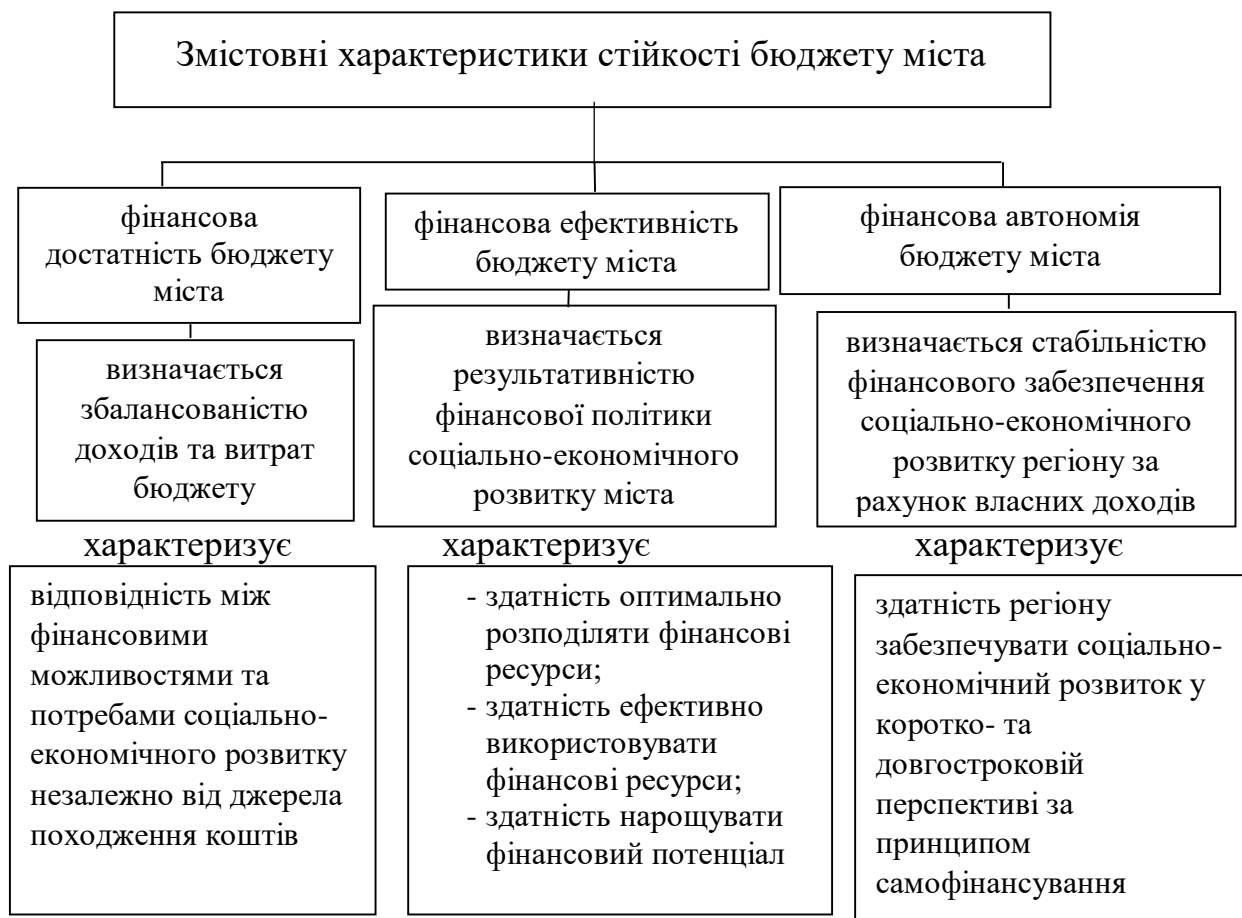 Змістовні характеристики стійкості бюджету міста
фінансова
достатність бюджету
міста
фінансова ефективність
бюджету міста
фінансова автономія
бюджету міста
визначається
збалансованістю
доходів та витрат
бюджету
визначається
результативністю
фінансової політики
соціально-економічного
розвитку міста
визначається стабільністю
фінансового забезпечення
соціально-економічного
розвитку регіону за
рахунок власних доходів
характеризує
характеризує
характеризує
відповідність між
фінансовими
можливостями та
потребами соціально-
економічного розвитку
незалежно від джерела
походження коштів
- здатність оптимально
розподіляти фінансові
ресурси;
- здатність ефективно
використовувати
фінансові ресурси;
- здатність нарощувати
фінансовий потенціал
здатність регіону
забезпечувати соціально-
економічний розвиток у
коротко- та
довгостроковій
перспективі за
принципом
самофінансування